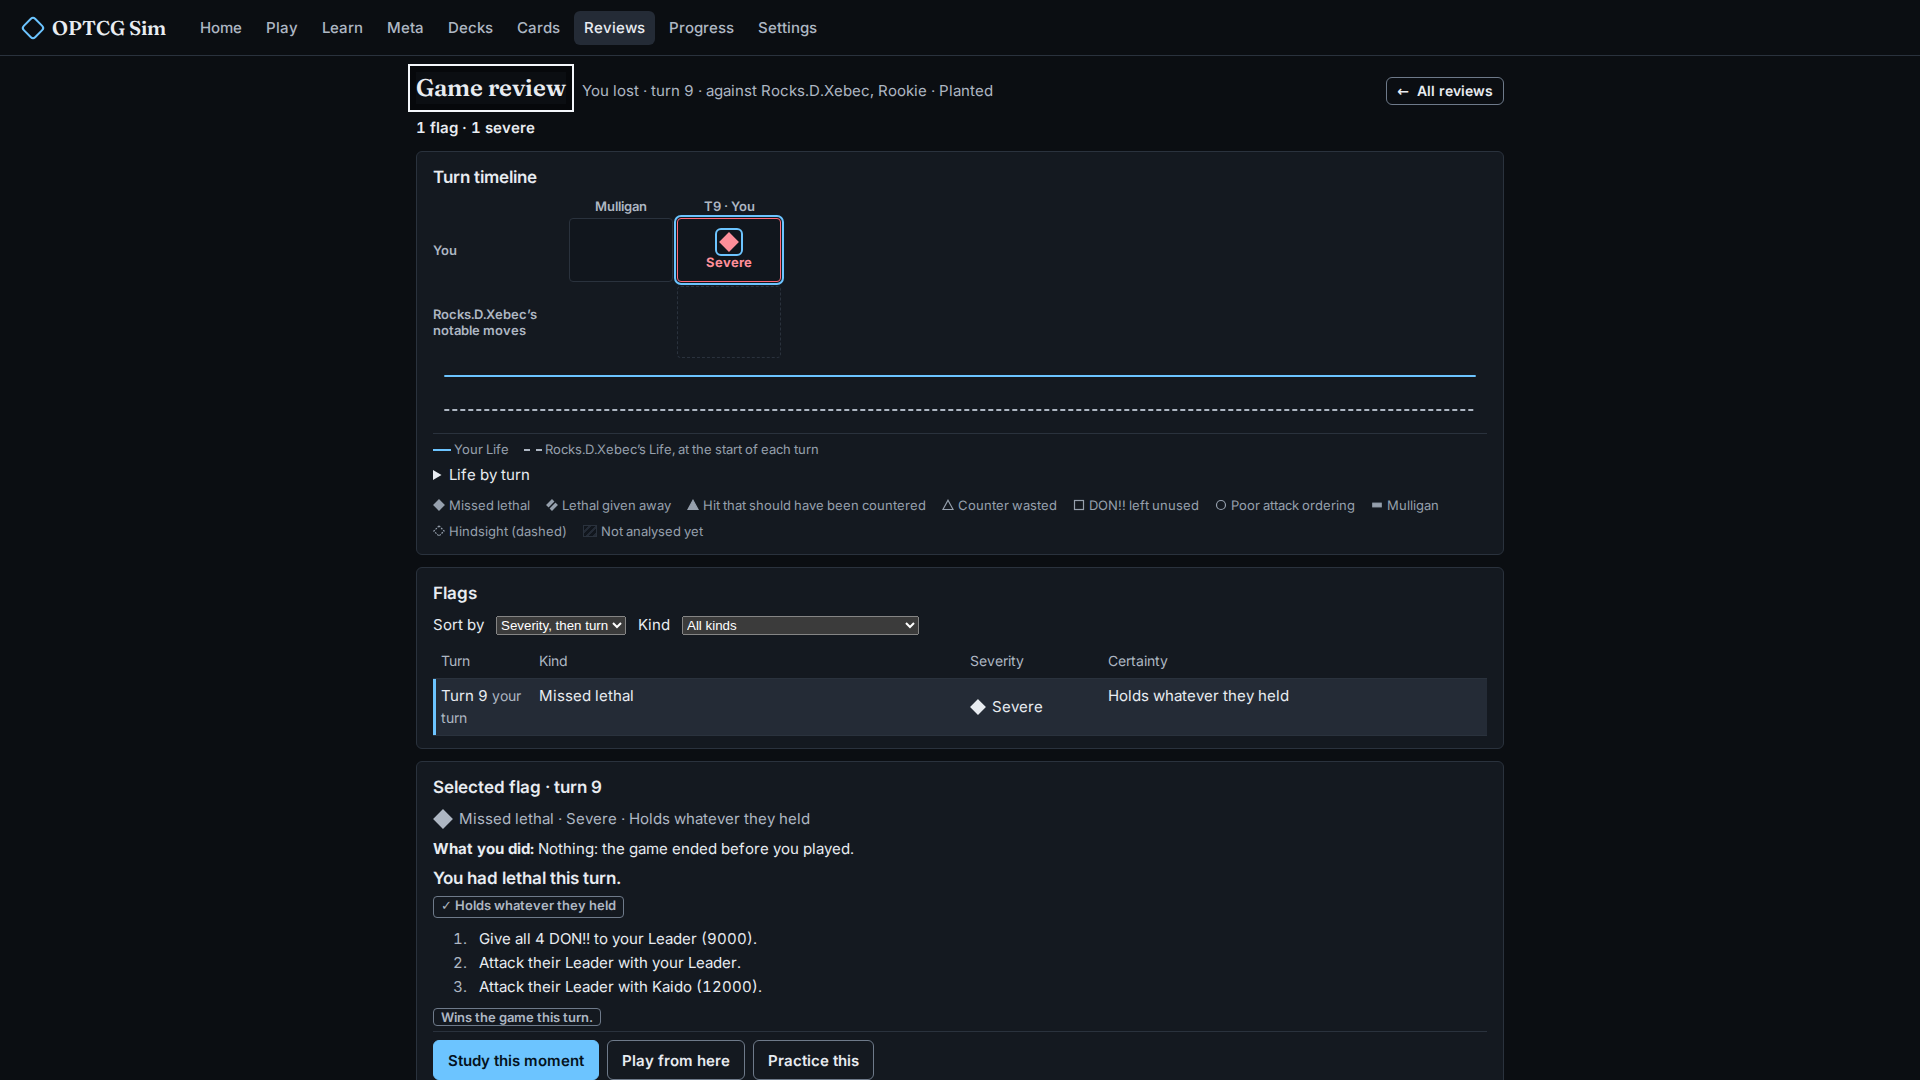 OPTCG Sim Home Play Learn Meta Decks Cards Reviews Progress Settings
Game review You lost · turn 9 · against Rocks.D.Xebec, Rookie · Planted ← All reviews
1 flag · 1 severe
Turn timeline
Mulligan T9 · You
You
Severe
Rocks.D.Xebec’s
notable moves
Your Life Rocks.D.Xebec’s Life, at the start of each turn
▶ Life by turn
Missed lethal Lethal given away Hit that should have been countered Counter wasted DON!! left unused Poor attack ordering Mulligan
Hindsight (dashed) Not analysed yet
Flags
Sort by Severity, then turn Kind All kinds
Turn Kind Severity Certainty
Turn 9 your turn Missed lethal Severe Holds whatever they held
Selected flag · turn 9
Missed lethal · Severe · Holds whatever they held
What you did: Nothing: the game ended before you played.
You had lethal this turn.
✓ Holds whatever they held
1. Give all 4 DON!! to your Leader (9000).
2. Attack their Leader with your Leader.
3. Attack their Leader with Kaido (12000).
Wins the game this turn.
Study this moment Play from here Practice this